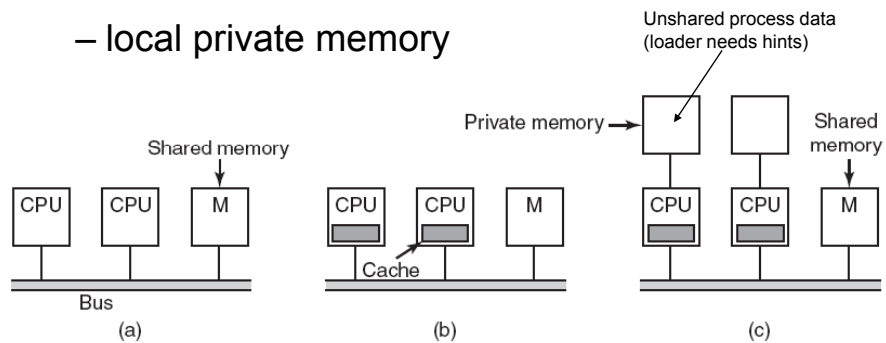 – local private memory
Unshared process data
(loader needs hints)
Private memory
Shared
memory
Shared memory
CPU
CPU
M
CPU
CPU
M
CPU
CPU
M
Cache
Bus
(a)
(b)
(c)